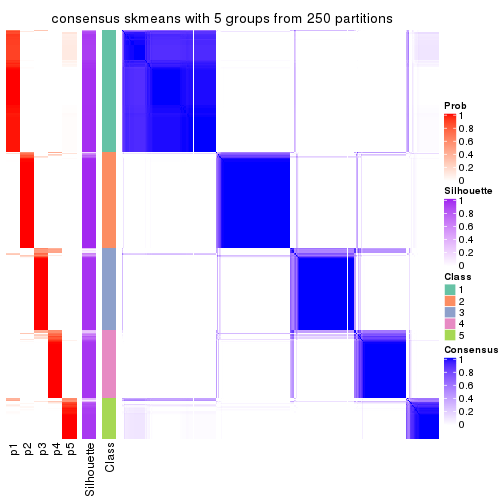 consensus skmeans with 5 groups from 250 partitions
Prob
1
0.8
0.6
0.4
0.2
0
Silhouette
1
0.8
0.6
0.4
0.2
0
Class
1
2
3
4
5
Consensus
1
0.8
0.6
0.4
0.2
0
p1
p2
p3
p4
p5
Silhouette
Class